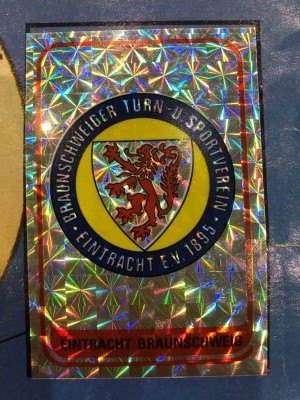 BRAUNSCHWEIGER TURN-U. SPORTVEREIN
· EINTRACHT E.V. 1895 ·
EINTRACHT BRAUNSCHWEIG